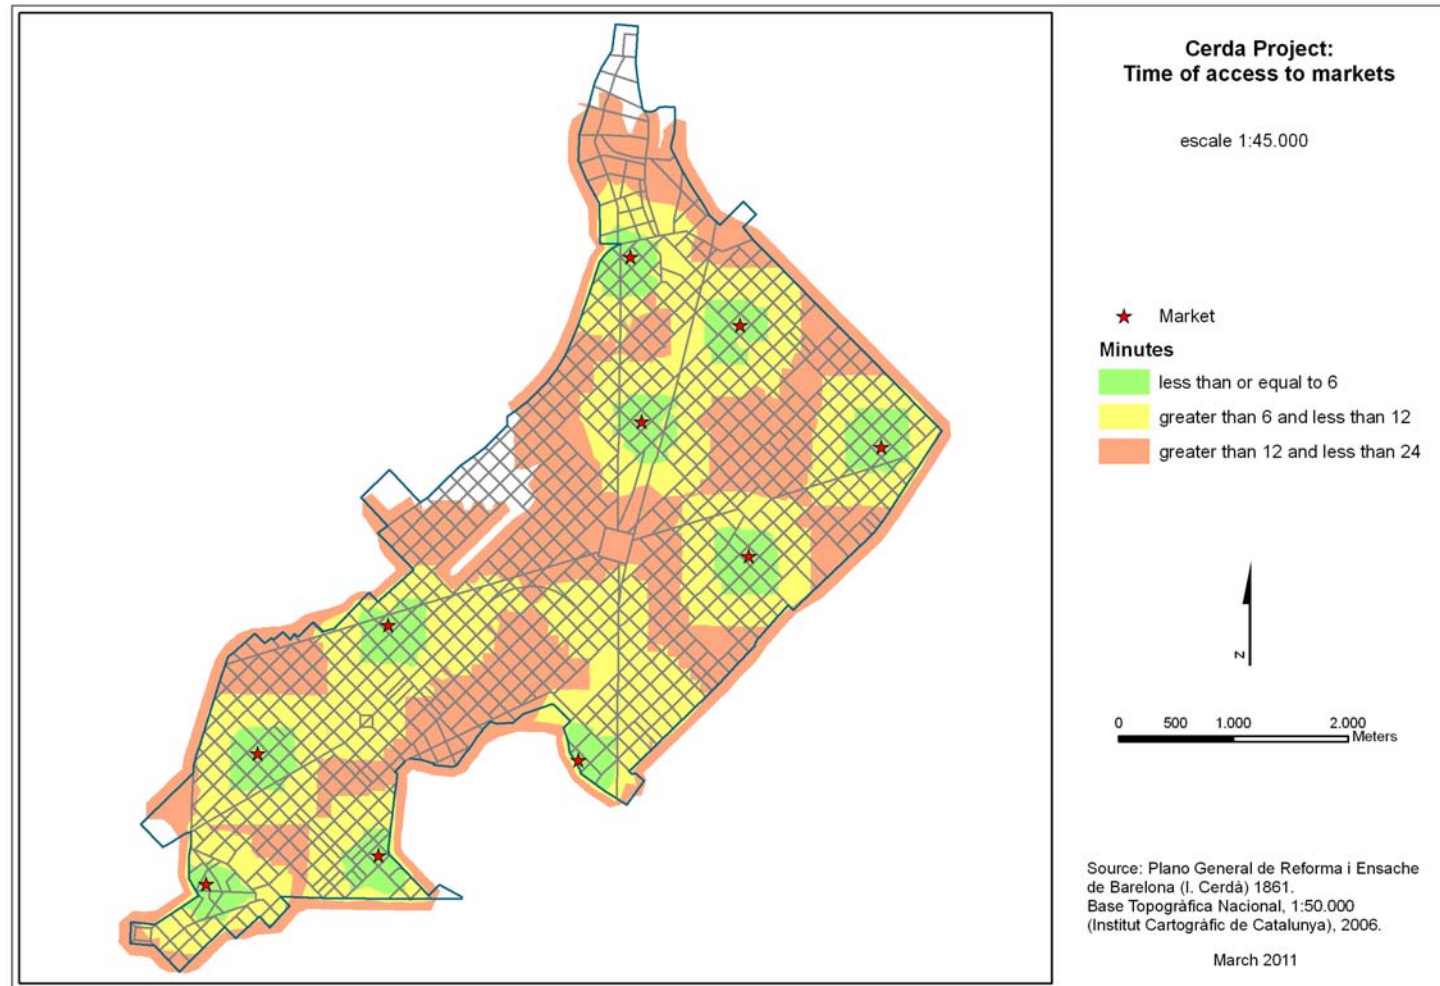 Cerda Project:
Time of access to markets
escale 1:45.000
Market
Minutes
less than or equal to 6
greater than 6 and less than 12
greater than 12 and less than 24
N
0 500 1.000 2.000
Meters
Source: Plano General de Reforma i Ensache
de Barelona (I. Cerdà) 1861.
Base Topogràfica Nacional, 1:50.000
(Institut Cartogràfic de Catalunya), 2006.
March 2011